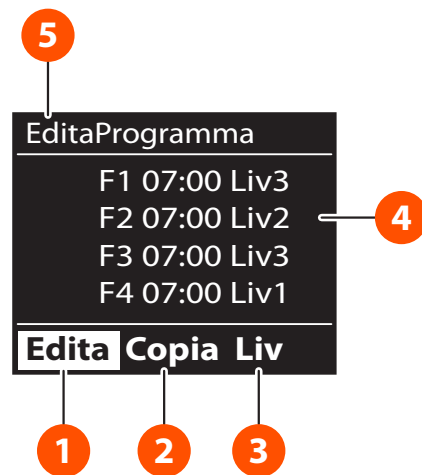 5
EditaProgramma
F1 07:00 Liv3
F2 07:00 Liv2
4
F3 07:00 Liv3
F4 07:00 Liv1
Edita Copia Liv
1 2 3